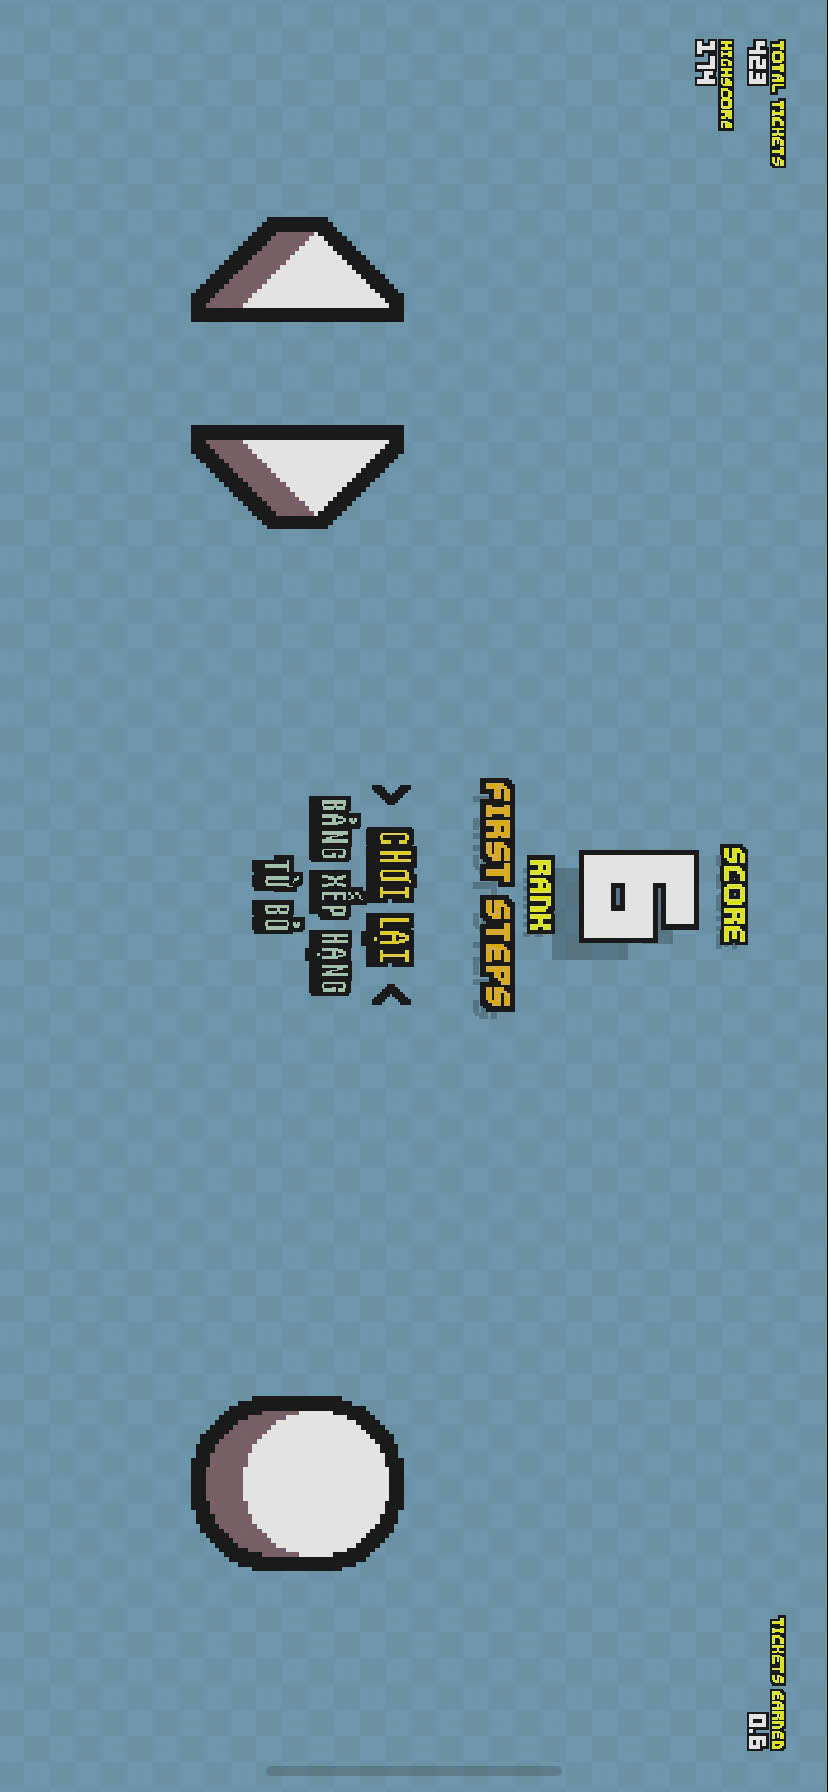 TOTAL TICKETS
423
HIGHSCORE
174
TICKETS EARNED
0.6
SCORE
6
RANK
FIRST STEPS
> CHƠI LẠI <
BẢNG XẾP HẠNG
TỪ BỎ